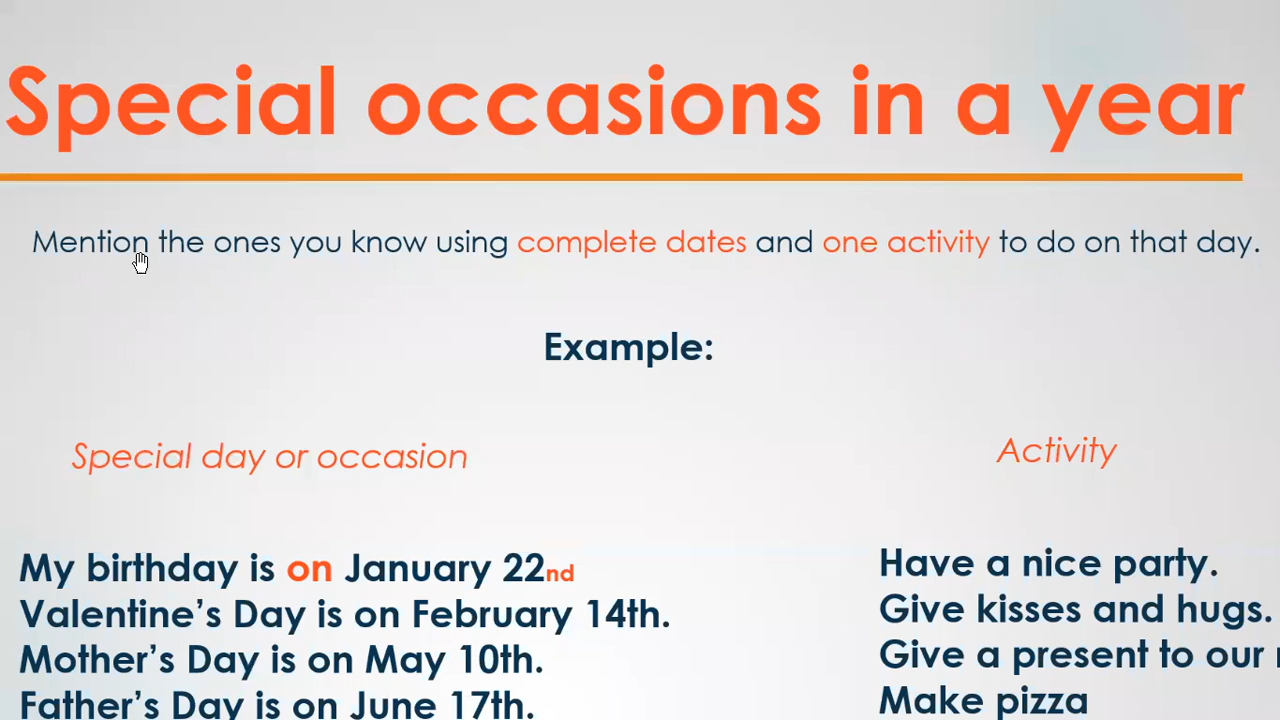 Special occasions in a year
Mention the ones you know using complete dates and one activity to do on that day.
Example:
Special day or occasion
Activity
My birthday is on January 22nd
Have a nice party.
Valentine's Day is on February 14th.
Give kisses and hugs.
Mother's Day is on May 10th.
Give a present to our
Father's Day is on June 17th.
Make pizza